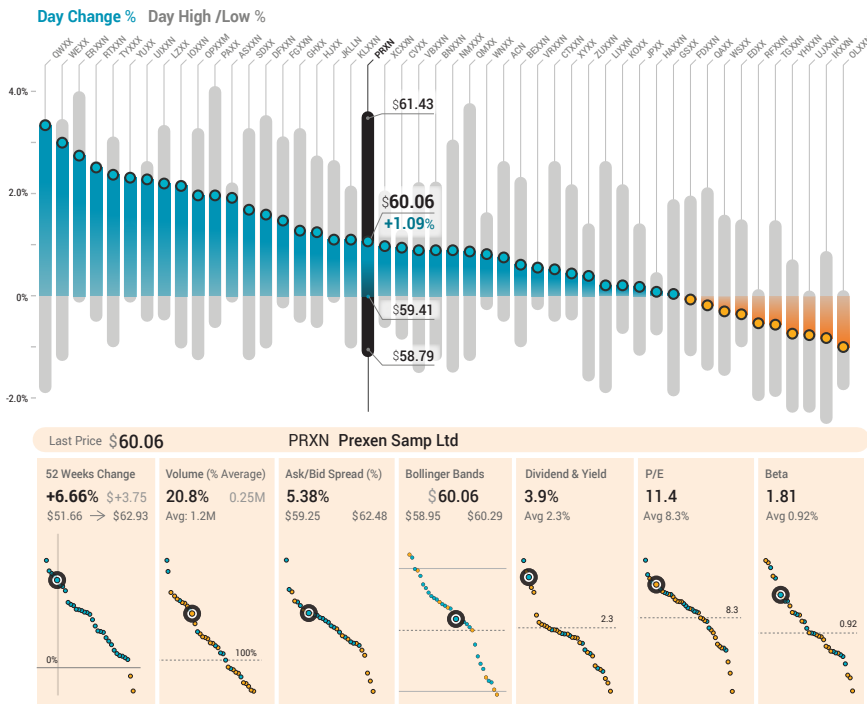 Day Change % Day High /Low %
QWXX
WEXX
ERXXN
RTXXN
TYXXX
YUXX
UIXXN
LZXX
IOXXN
OPXXM
PAXX
ASXXN
SDXX
DFXXN
FGXXN
GHXX
HJXX
JKLLN
KLXXN
PRXN
XCXXN
CVXX
VBXXN
BNXXN
NMXXX
QMXX
WNXX
ACN
BEXXN
VRXXN
CTXXN
XYXX
ZUXXN
LIXXN
KOXX
JPXX
HAXXN
GSXX
FDXXN
QAXX
WSXX
EDXX
RFXXN
TGXXN
YHXXN
UJXXN
IKXXN
OLXXN
4.0%
2.0%
0%
-2.0%
$61.43
$60.06
+1.09%
$59.41
$58.79
Last Price $60.06 PRXN Prexen Samp Ltd
52 Weeks Change
+6.66% $+3.75
$51.66 → $62.93
0%
Volume (% Average)
20.8% 0.25M
Avg: 1.2M
100%
Ask/Bid Spread (%)
5.38%
$59.25 $62.48
Bollinger Bands
$60.06
$58.95 $60.29
Dividend & Yield
3.9%
Avg 2.3%
2.3
P/E
11.4
Avg 8.3%
8.3
Beta
1.81
Avg 0.92%
0.92